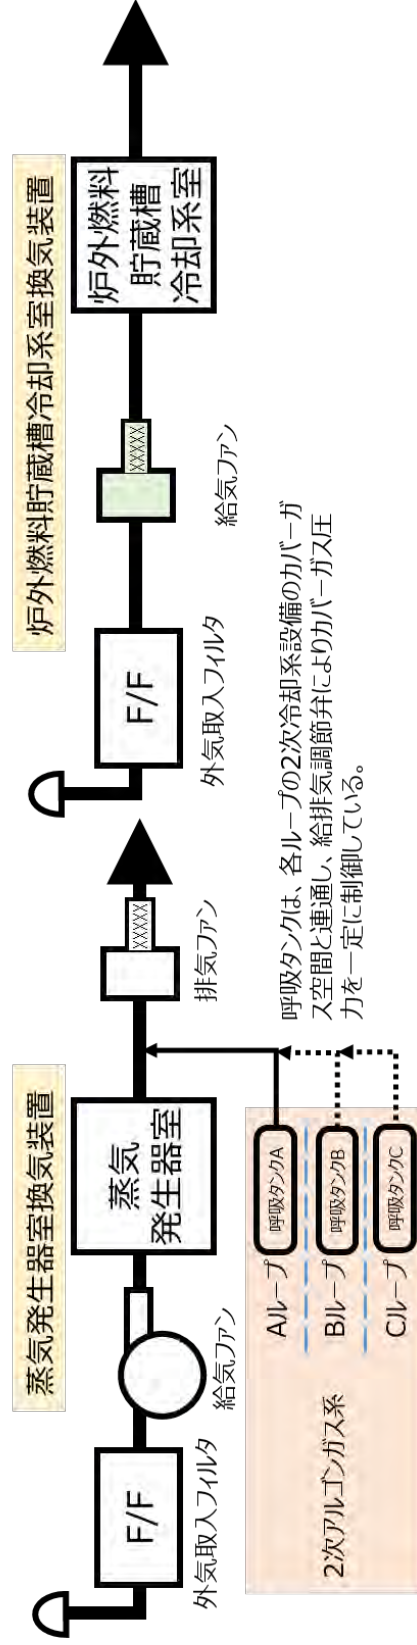 蒸気発生器室換気装置
F/F
外気取入フィルタ
給気ファン
蒸気
発生器室
排気ファン
2次アルゴンガス系
Aループ
呼吸タンクA
Bループ
呼吸タンクB
Cループ
呼吸タンクC
呼吸タンクは、各ループの2次冷却系設備のカバーガ
ス空間と連通し、給排気調節弁によりカバーガス圧
力を一定に制御している。
炉外燃料貯蔵槽冷却系室換気装置
F/F
外気取入フィルタ
給気ファン
炉外燃料
貯蔵槽
冷却系室